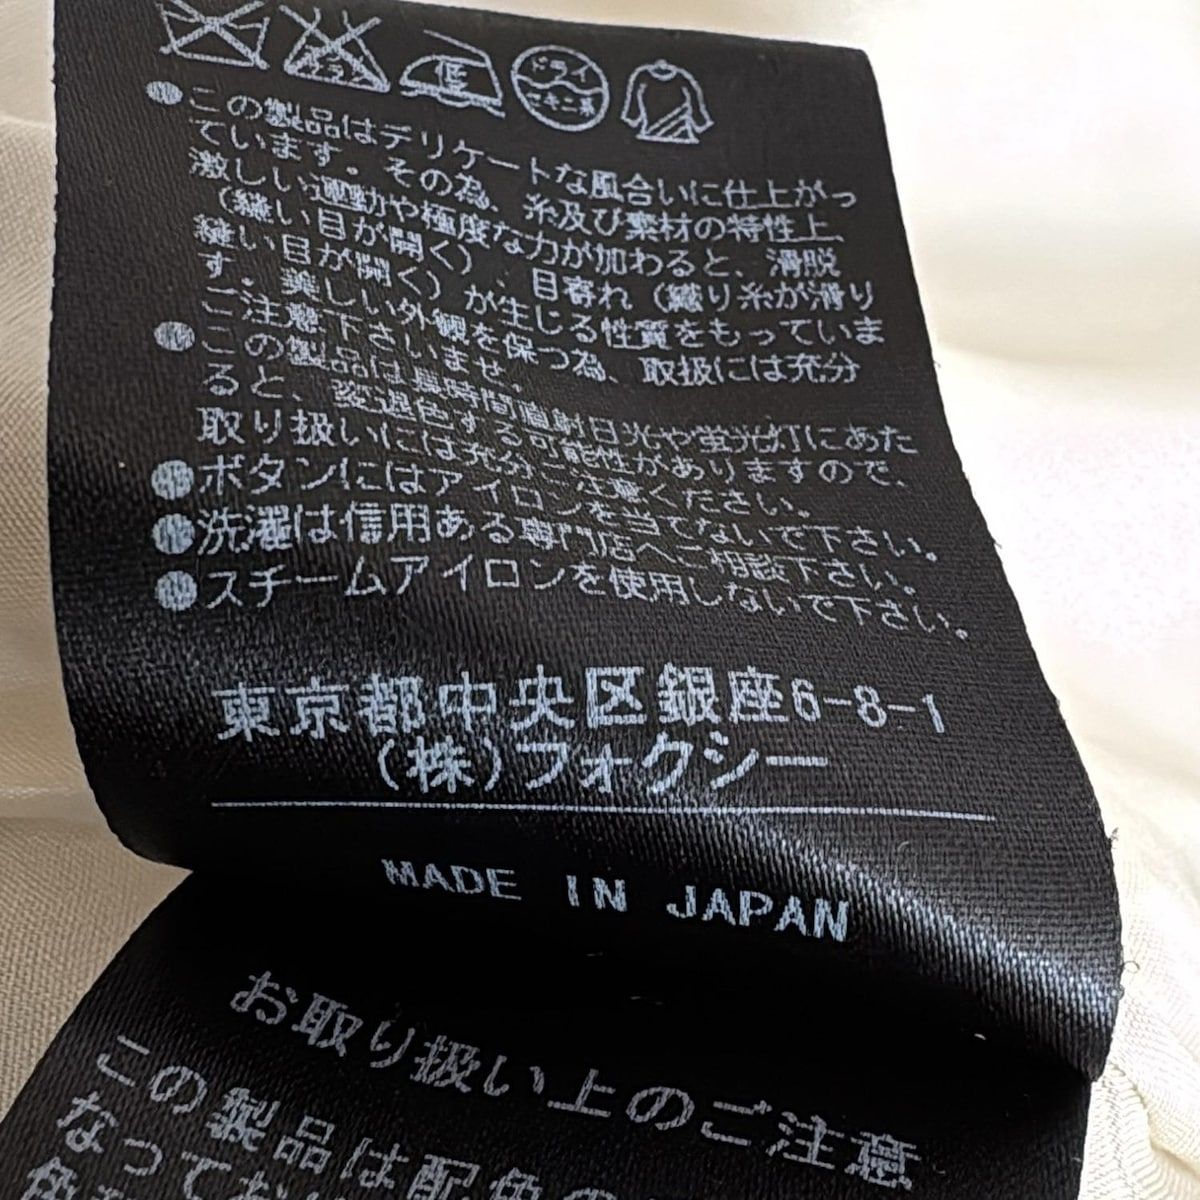 エンソ
サラシ
低
ドライ
セキユ系
●この製品はデリケートな風合いに仕上がっ
ています。その為、糸及び素材の特性上、
激しい運動や極度な力が加わると、滑脱
（縫い目が開く）、目寄れ（織り糸が滑り
縫い目が開く）が生じる性質をもっていま
す。美しい外観を保つ為、取扱には充分
ご注意下さいませ。
●この製品は長時間直射日光や蛍光灯にあた
ると、変退色する可能性がありますので、
取り扱いには充分ご注意ください。
●ボタンにはアイロンを当てないで下さい。
●洗濯は信用ある専門店へご相談下さい。
●スチームアイロンを使用しないで下さい。
東京都中央区銀座6-8-1
(株)フォクシー
MADE IN JAPAN
お取り扱い上のご注意
この製品は配色の
なってお